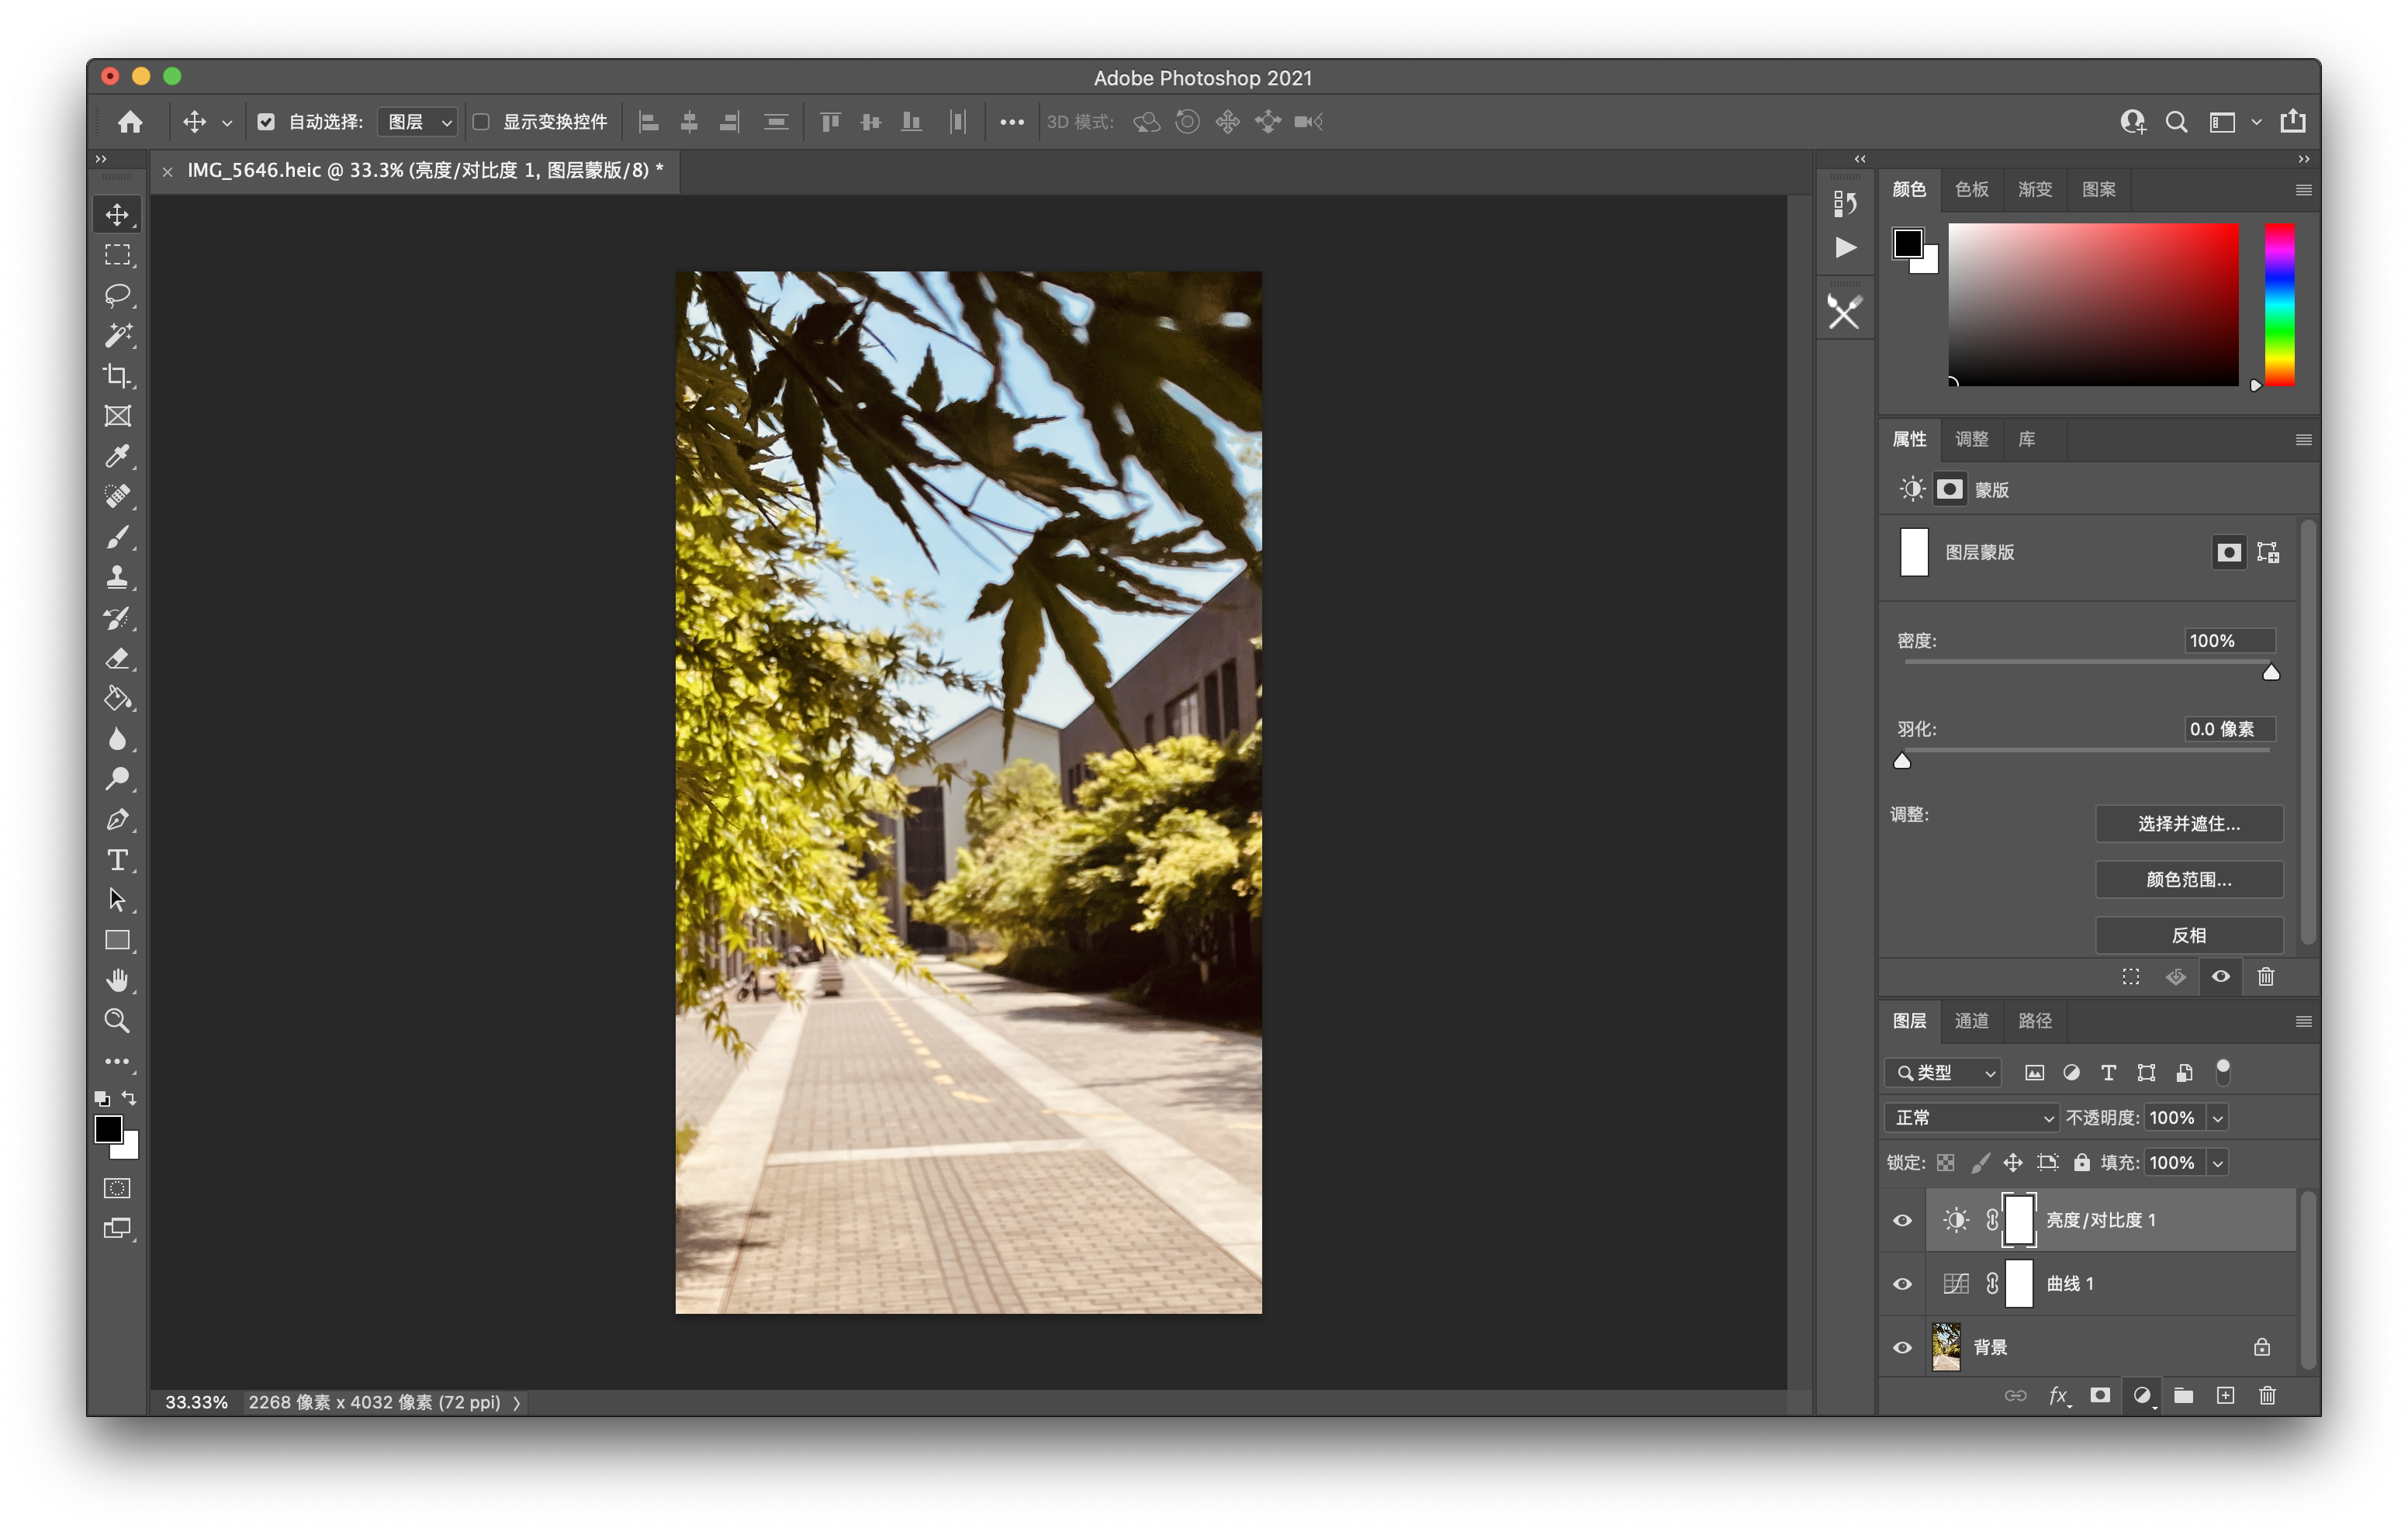 Adobe Photoshop 2021
自动选择: 图层 显示变换控件 3D 模式:
IMG_5646.heic @ 33.3% (亮度/对比度 1, 图层蒙版/8) *
颜色 色板 渐变 图案
属性 调整 库
蒙版
图层蒙版
密度: 100%
羽化: 0.0 像素
调整: 选择并遮住...
颜色范围...
反相
图层 通道 路径
类型
正常 不透明度: 100%
锁定: 填充: 100%
亮度/对比度 1
曲线 1
背景
fx
33.33% 2268 像素 x 4032 像素 (72 ppi)